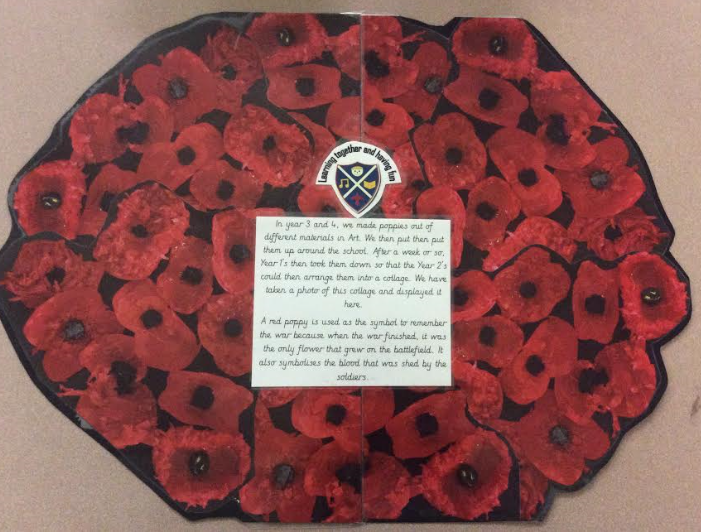 Learning together and having fun
In year 3 and 4, we made poppies out of
different materials in Art. We then put then put
them up around the school. After a week or so,
Year 1's then took them down so that the Year 2's
could then arrange them into a collage. We have
taken a photo of this collage and displayed it
here.
A red poppy is used as the symbol to remember
the war because when the war finished, it was
the only flower that grew on the battlefield. It
also symbolises the blood that was shed by the
soldiers.